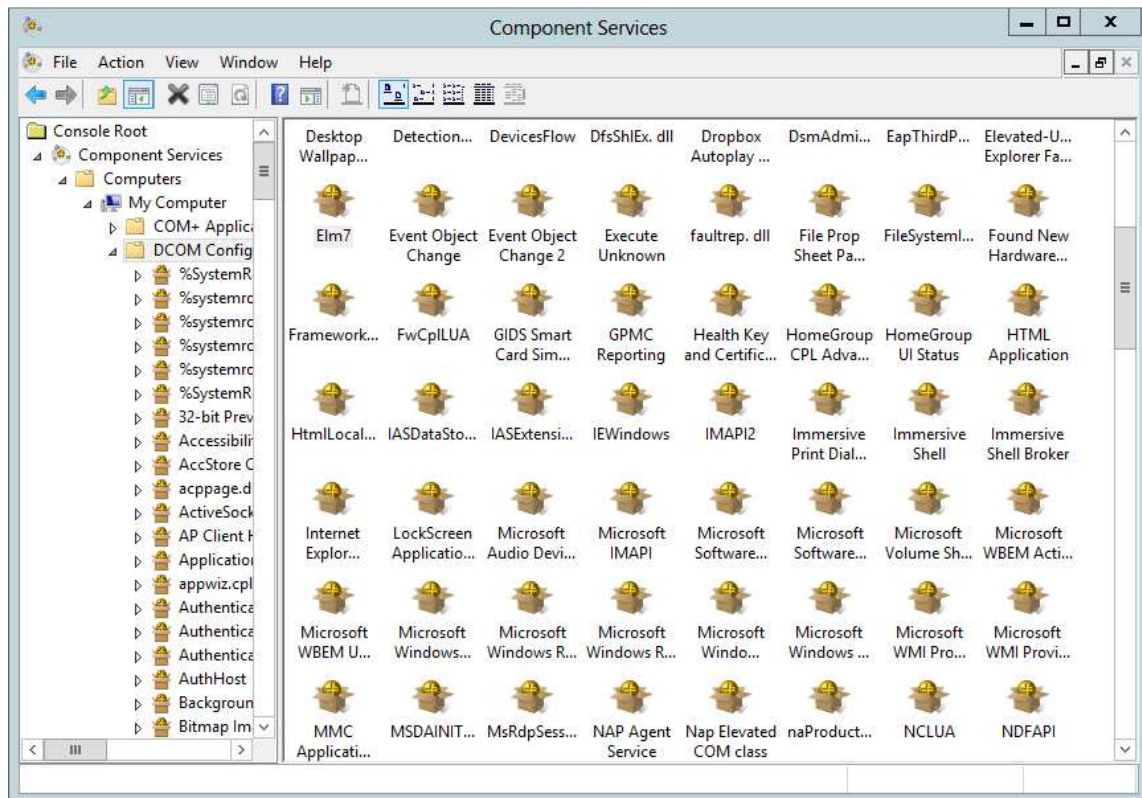 Component Services
File Action View Window Help
Console Root
Component Services
Computers
My Computer
COM+ Applic
DCOM Config
%SystemR
%systemrc
%systemrc
%systemrc
%systemrc
%SystemR
32-bit Prev
Accessibili
AccStore C
acppage.d
ActiveSock
AP Client H
Application
appwiz.cpl
Authentica
Authentica
Authentica
AuthHost
Backgroun
Bitmap Im
Desktop Detection... DevicesFlow DfsShlEx. dll Dropbox DsmAdmi... EapThirdP... Elevated-U...
Wallpap... Autoplay ... Explorer Fa...
Elm7 Event Object Event Object Execute faultrep. dll File Prop FileSystemI... Found New
Change Change 2 Unknown Sheet Pa... Hardware...
Framework... FwCplLUA GIDS Smart GPMC Health Key HomeGroup HomeGroup HTML
Card Sim... Reporting and Certific... CPL Adva... UI Status Application
HtmlLocal... IASDataSto... IASExtensi... IEWindows IMAPI2 Immersive Immersive Immersive
Print Dial... Shell Shell Broker
Internet LockScreen Microsoft Microsoft Microsoft Microsoft Microsoft Microsoft
Explor... Applicatio... Audio Devi... IMAPI Software... Software... Volume Sh... WBEM Acti...
Microsoft Microsoft Microsoft Microsoft Microsoft Microsoft Microsoft Microsoft
WBEM U... Windows... Windows R... Windows R... Windo... Windows ... WMI Pro... WMI Provi...
MMC MSDAINIT... MsRdpSess... NAP Agent Nap Elevated naProduct... NCLUA NDFAPI
Applicati... Service COM class